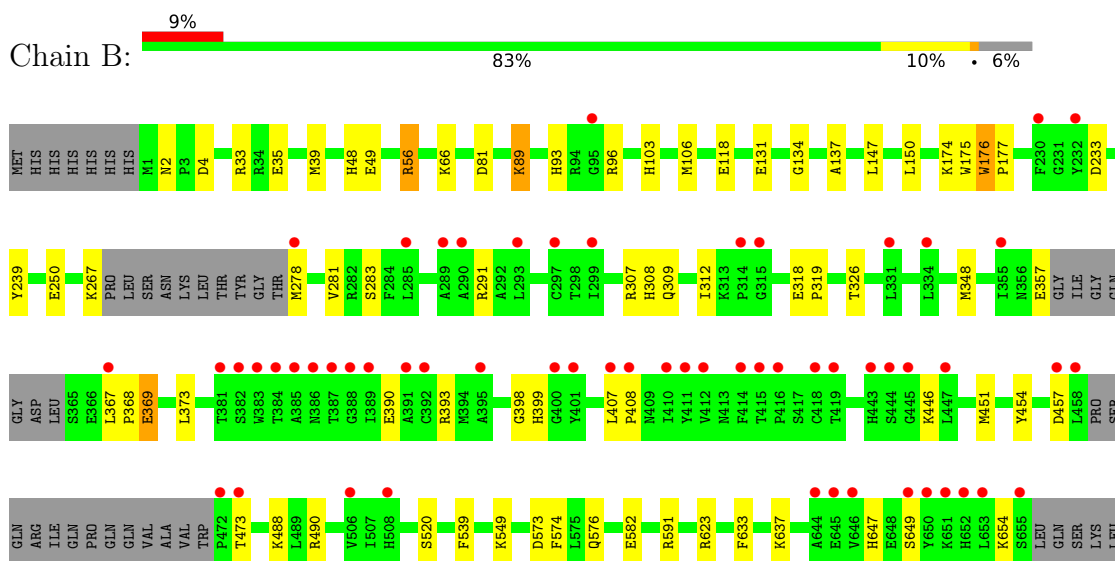 9%
Chain B:
83% 10% • 6%
MET HIS HIS HIS HIS HIS HIS M1 N2 P3 D4 R33 R34 E35 M39 H48 E49 R56 K66 D81 K89 H93 R94 G95 R96 H103 M106 E118 E131 G134 A137 L147 L150 K174 W175 W176 P177 F230 G231 Y232 D233
Y239 E250 K267 PRO LEU SER ASN LYS LEU THR TYR GLY THR M278 V281 R282 S283 F284 L285 A289 A290 R291 A292 L293 C297 T298 I299 R307 H308 Q309 I312 K313 P314 G315 E318 P319 T326 L331 L334 M348 I355 N356 E357 GLY ILE GLY GLN
GLY ASP LEU S365 E366 L367 P368 E369 L373 T381 S382 W383 T384 A385 N386 T387 G388 I389 E390 A391 C392 R393 M394 A395 G398 H399 G400 Y401 L407 P408 N409 I410 Y411 V412 N413 F414 T415 P416 S417 C418 T419 H443 S444 G445 K446 L447 M451 Y454 D457 L458 PRO SER
GLN ARG ILE GLN PRO GLN GLN VAL ALA VAL TRP P472 T473 K488 L489 R490 V506 I507 H508 S520 F539 K549 D573 F574 L575 Q576 E582 R591 R623 F633 K637 A644 E645 V646 H647 E648 S649 Y650 K651 H652 L653 K654 S655 LEU GLN SER LYS LEU